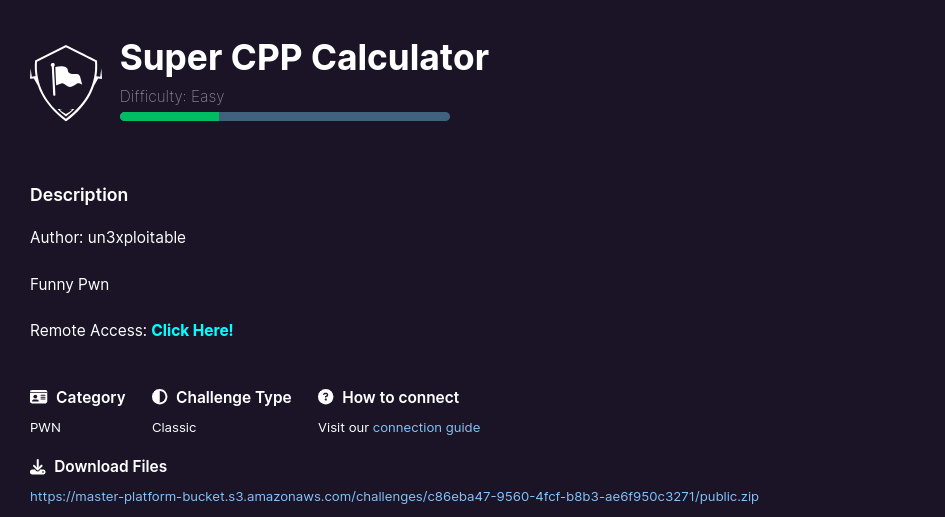 Super CPP Calculator
Difficulty: Easy
Description
Author: un3xploitable
Funny Pwn
Remote Access: Click Here!
Category
Challenge Type
How to connect
PWN
Classic
Visit our connection guide
Download Files
https://master-platform-bucket.s3.amazonaws.com/challenges/c86eba47-9560-4fcf-b8b3-ae6f950c3271/public.zip